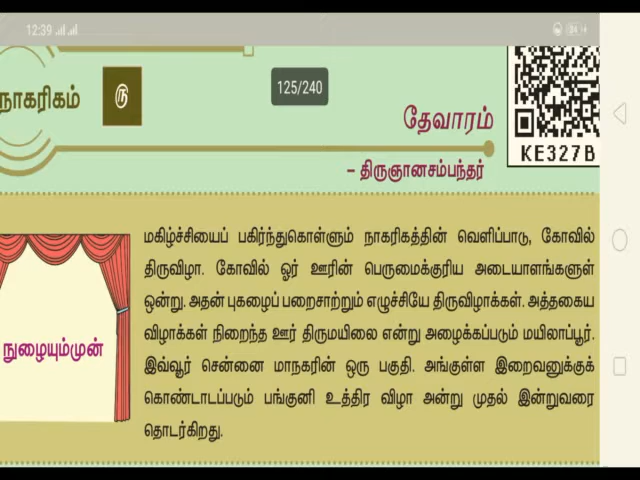 12:39
34
நாகரிகம்
ரு
125/240
தேவாரம்
KE327B
– திருஞானசம்பந்தர்
நுழையும்முன்
மகிழ்ச்சியைப் பகிர்ந்துகொள்ளும் நாகரிகத்தின் வெளிப்பாடு, கோவில்
திருவிழா. கோவில் ஓர் ஊரின் பெருமைக்குரிய அடையாளங்களுள்
ஒன்று. அதன் புகழைப் பறைசாற்றும் எழுச்சியே திருவிழாக்கள். அத்தகைய
விழாக்கள் நிறைந்த ஊர் திருமயிலை என்று அழைக்கப்படும் மயிலாப்பூர்.
இவ்வூர் சென்னை மாநகரின் ஒரு பகுதி. அங்குள்ள இறைவனுக்குக்
கொண்டாடப்படும் பங்குனி உத்திர விழா அன்று முதல் இன்றுவரை
தொடர்கிறது.